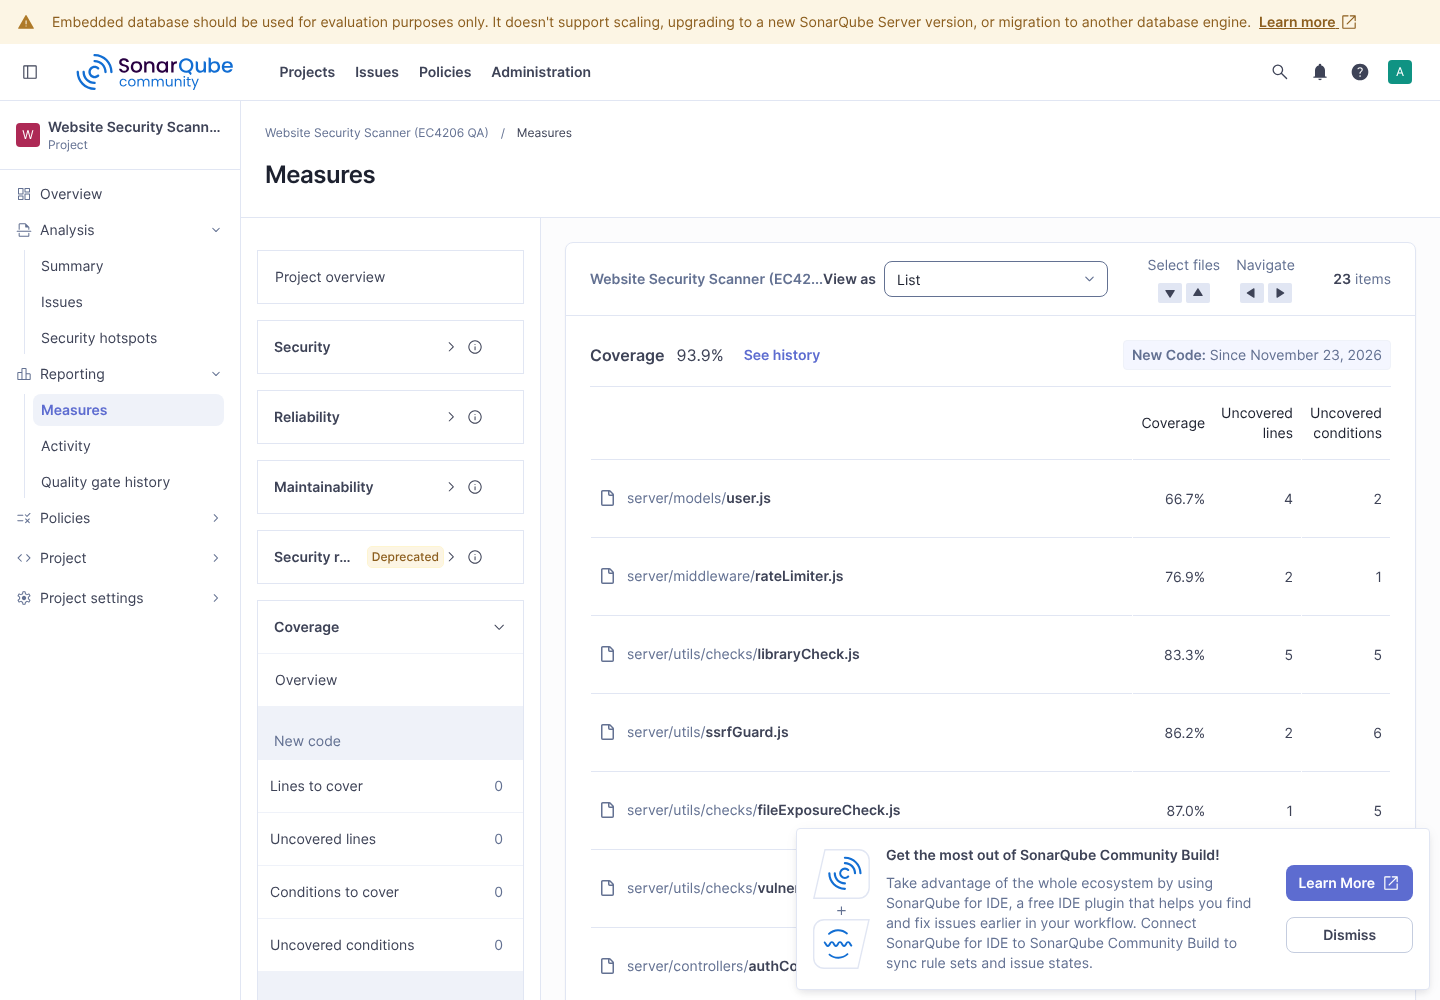 Embedded database should be used for evaluation purposes only. It doesn't support scaling, upgrading to a new SonarQube Server version, or migration to another database engine. Learn more
SonarQube community
Projects Issues Policies Administration
A
W
Website Security Scann...
Project
Overview
Analysis
Summary
Issues
Security hotspots
Reporting
Measures
Activity
Quality gate history
Policies
Project
Project settings
Website Security Scanner (EC4206 QA) / Measures
Measures
Project overview
Security
Reliability
Maintainability
Security r... Deprecated
Coverage
Overview
New code
Lines to cover 0
Uncovered lines 0
Conditions to cover 0
Uncovered conditions 0
Website Security Scanner (EC42... View as List
Select files Navigate
23 items
Coverage 93.9% See history
New Code: Since November 23, 2026
Coverage Uncovered lines Uncovered conditions
server/models/user.js 66.7% 4 2
server/middleware/rateLimiter.js 76.9% 2 1
server/utils/checks/libraryCheck.js 83.3% 5 5
server/utils/ssrfGuard.js 86.2% 2 6
server/utils/checks/fileExposureCheck.js 87.0% 1 5
server/utils/checks/vulner
server/controllers/authCo
Get the most out of SonarQube Community Build!
Take advantage of the whole ecosystem by using
SonarQube for IDE, a free IDE plugin that helps you find
and fix issues earlier in your workflow. Connect
SonarQube for IDE to SonarQube Community Build to
sync rule sets and issue states.
Learn More
Dismiss